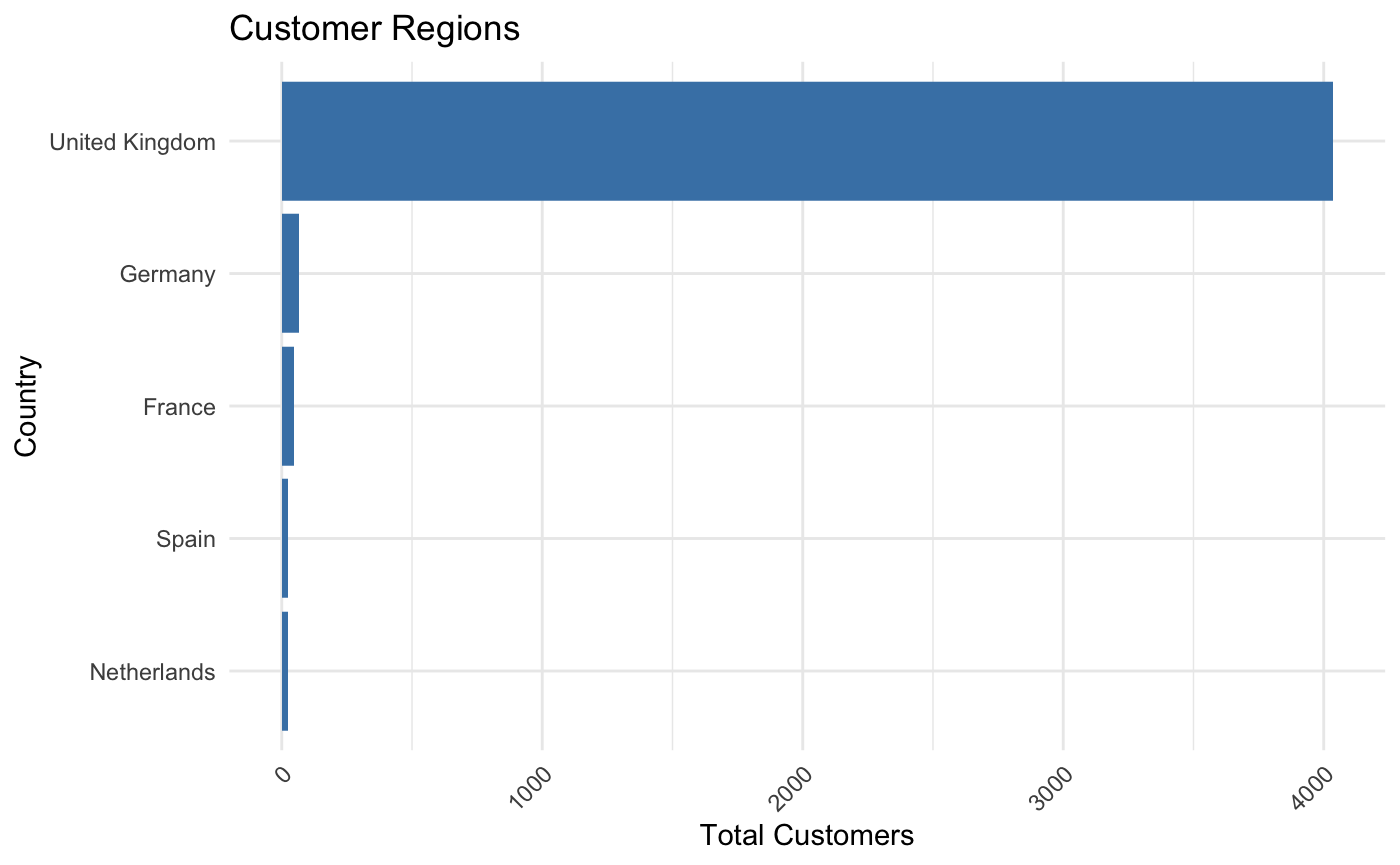 Customer Regions
United Kingdom
Germany
France
Spain
Netherlands
Country
0
1000
2000
3000
4000
Total Customers